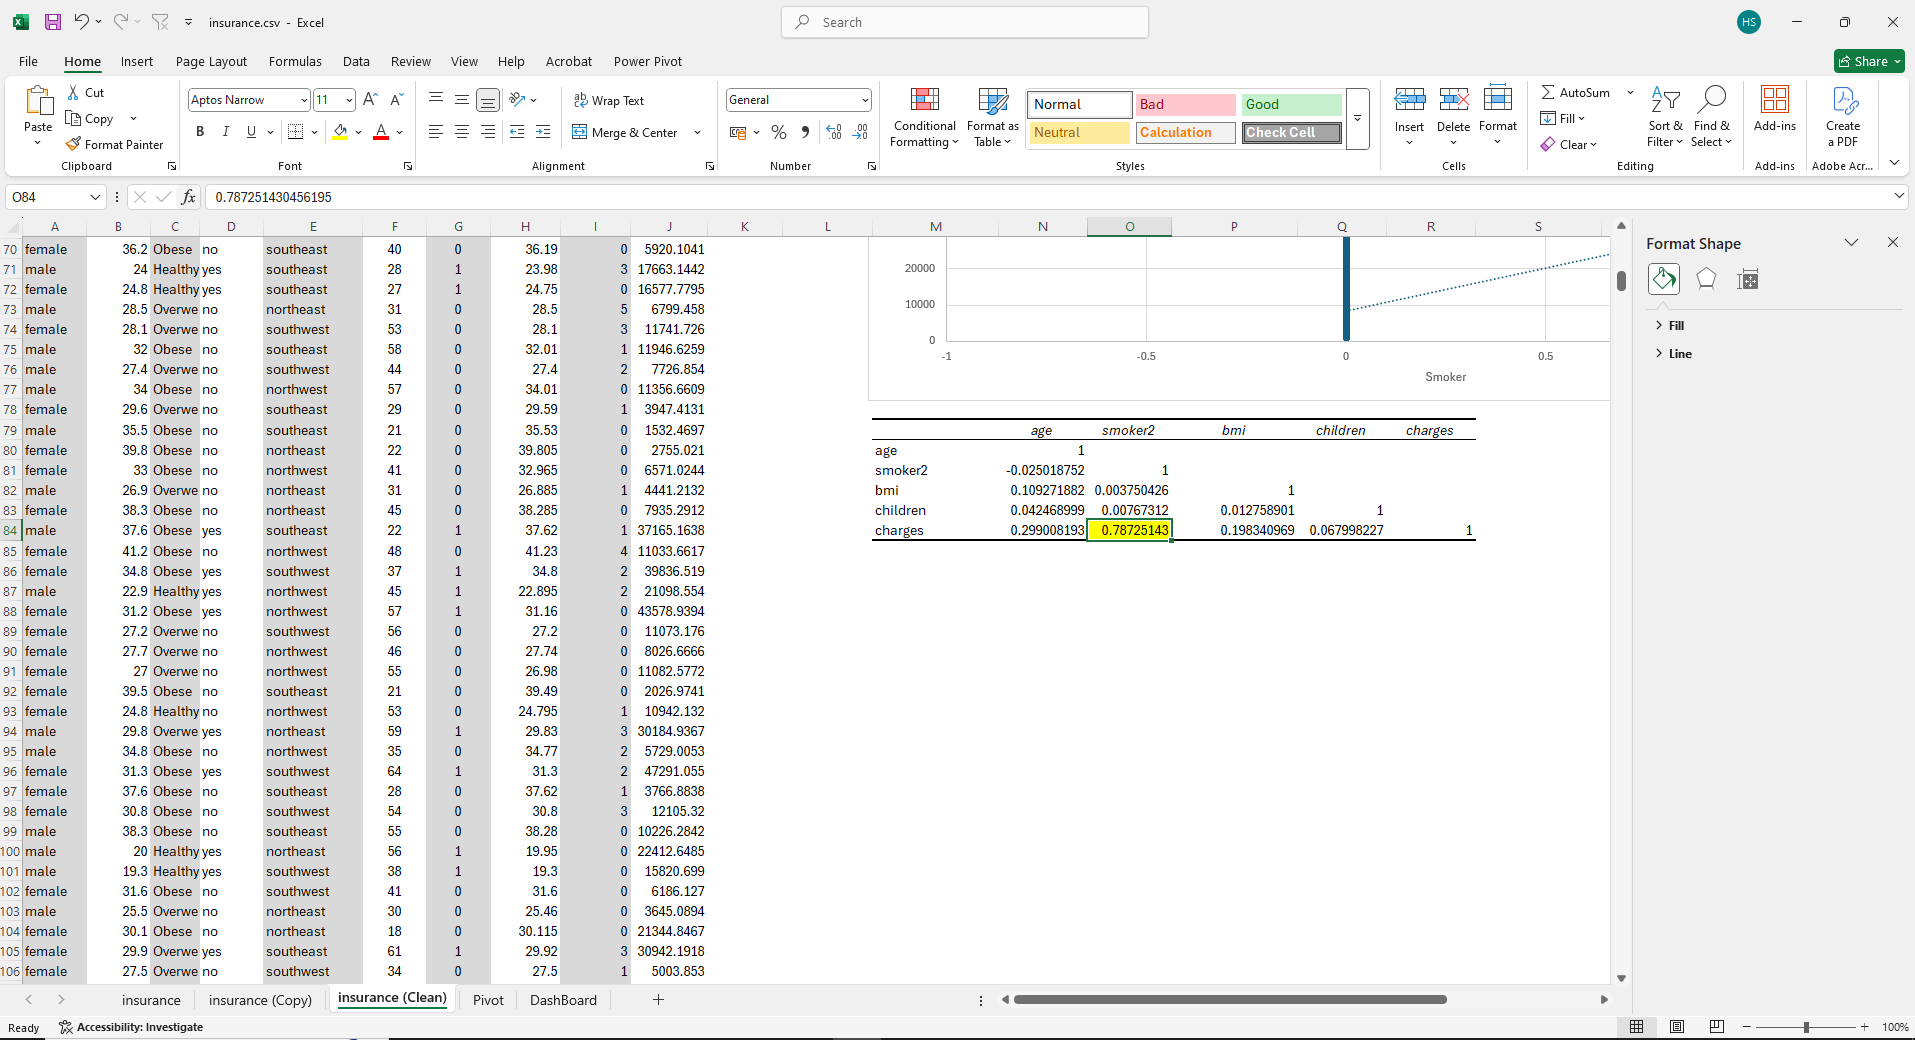 insurance.csv - Excel
Search
HS
File Home Insert Page Layout Formulas Data Review View Help Acrobat Power Pivot
Share
Paste
Cut
Copy
Format Painter
Clipboard
Aptos Narrow 11
B I U
Font
Wrap Text
Merge & Center
Alignment
General
Number
Conditional Formatting
Format as Table
Normal Bad Good
Neutral Calculation Check Cell
Styles
Insert Delete Format
Cells
AutoSum
Fill
Clear
Sort & Filter
Find & Select
Editing
Add-ins
Add-ins
Create a PDF
Adobe Acr...
O84 fx 0.787251430456195
A B C D E F G H I J K L M N O P Q R S
70 female 36.2 Obese no southeast 40 0 36.19 0 5920.1041
71 male 24 Healthy yes southeast 28 1 23.98 3 17663.1442
72 female 24.8 Healthy yes southeast 27 1 24.75 0 16577.7795
73 male 28.5 Overwe no northeast 31 0 28.5 5 6799.458
74 female 28.1 Overwe no southwest 53 0 28.1 3 11741.726
75 male 32 Obese no southeast 58 0 32.01 1 11946.6259
76 male 27.4 Overwe no southwest 44 0 27.4 2 7726.854
77 male 34 Obese no northwest 57 0 34.01 0 11356.6609
78 female 29.6 Overwe no southeast 29 0 29.59 1 3947.4131
79 male 35.5 Obese no southeast 21 0 35.53 0 1532.4697
80 female 39.8 Obese no northeast 22 0 39.805 0 2755.021
81 female 33 Obese no northwest 41 0 32.965 0 6571.0244
82 male 26.9 Overwe no northeast 31 0 26.885 1 4441.2132
83 female 38.3 Obese no northeast 45 0 38.285 0 7935.2912
84 male 37.6 Obese yes southeast 22 1 37.62 1 37165.1638
85 female 41.2 Obese no northwest 48 0 41.23 4 11033.6617
86 female 34.8 Obese yes southwest 37 1 34.8 2 39836.519
87 male 22.9 Healthy yes northwest 45 1 22.895 2 21098.554
88 female 31.2 Obese yes northwest 57 1 31.16 0 43578.9394
89 female 27.2 Overwe no southwest 56 0 27.2 0 11073.176
90 female 27.7 Overwe no northwest 46 0 27.74 0 8026.6666
91 female 27 Overwe no northwest 55 0 26.98 0 11082.5772
92 female 39.5 Obese no southeast 21 0 39.49 0 2026.9741
93 female 24.8 Healthy no northwest 53 0 24.795 1 10942.132
94 male 29.8 Overwe yes northeast 59 1 29.83 3 30184.9367
95 male 34.8 Obese no northwest 35 0 34.77 2 5729.0053
96 female 31.3 Obese yes southwest 64 1 31.3 2 47291.055
97 female 37.6 Obese no southeast 28 0 37.62 1 3766.8838
98 female 30.8 Obese no southwest 54 0 30.8 3 12105.32
99 male 38.3 Obese no southeast 55 0 38.28 0 10226.2842
100 male 20 Healthy yes northeast 56 1 19.95 0 22412.6485
101 male 19.3 Healthy yes southwest 38 1 19.3 0 15820.699
102 female 31.6 Obese no southwest 41 0 31.6 0 6186.127
103 male 25.5 Overwe no northeast 30 0 25.46 0 3645.0894
104 female 30.1 Obese no northeast 18 0 30.115 0 21344.8467
105 female 29.9 Overwe yes southeast 61 1 29.92 3 30942.1918
106 female 27.5 Overwe no southwest 34 0 27.5 1 5003.853
20000
10000
0
-1 -0.5 0 0.5
Smoker
age smoker2 bmi children charges
age 1
smoker2 -0.025018752 1
bmi 0.109271882 0.003750426 1
children 0.042468999 0.00767312 0.012758901 1
charges 0.299008193 0.78725143 0.198340969 0.067998227 1
Format Shape
Fill
Line
insurance insurance (Copy) insurance (Clean) Pivot DashBoard
Ready Accessibility: Investigate
100%